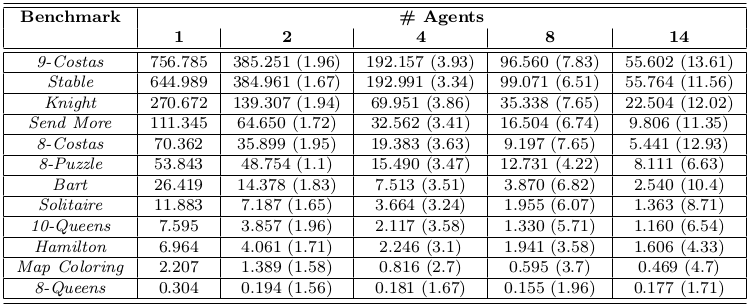 Benchmark # Agents
1 2 4 8 14
9-Costas 756.785 385.251 (1.96) 192.157 (3.93) 96.560 (7.83) 55.602 (13.61)
Stable 644.989 384.961 (1.67) 192.991 (3.34) 99.071 (6.51) 55.764 (11.56)
Knight 270.672 139.307 (1.94) 69.951 (3.86) 35.338 (7.65) 22.504 (12.02)
Send More 111.345 64.650 (1.72) 32.562 (3.41) 16.504 (6.74) 9.806 (11.35)
8-Costas 70.362 35.899 (1.95) 19.383 (3.63) 9.197 (7.65) 5.441 (12.93)
8-Puzzle 53.843 48.754 (1.1) 15.490 (3.47) 12.731 (4.22) 8.111 (6.63)
Bart 26.419 14.378 (1.83) 7.513 (3.51) 3.870 (6.82) 2.540 (10.4)
Solitaire 11.883 7.187 (1.65) 3.664 (3.24) 1.955 (6.07) 1.363 (8.71)
10-Queens 7.595 3.857 (1.96) 2.117 (3.58) 1.330 (5.71) 1.160 (6.54)
Hamilton 6.964 4.061 (1.71) 2.246 (3.1) 1.941 (3.58) 1.606 (4.33)
Map Coloring 2.207 1.389 (1.58) 0.816 (2.7) 0.595 (3.7) 0.469 (4.7)
8-Queens 0.304 0.194 (1.56) 0.181 (1.67) 0.155 (1.96) 0.177 (1.71)